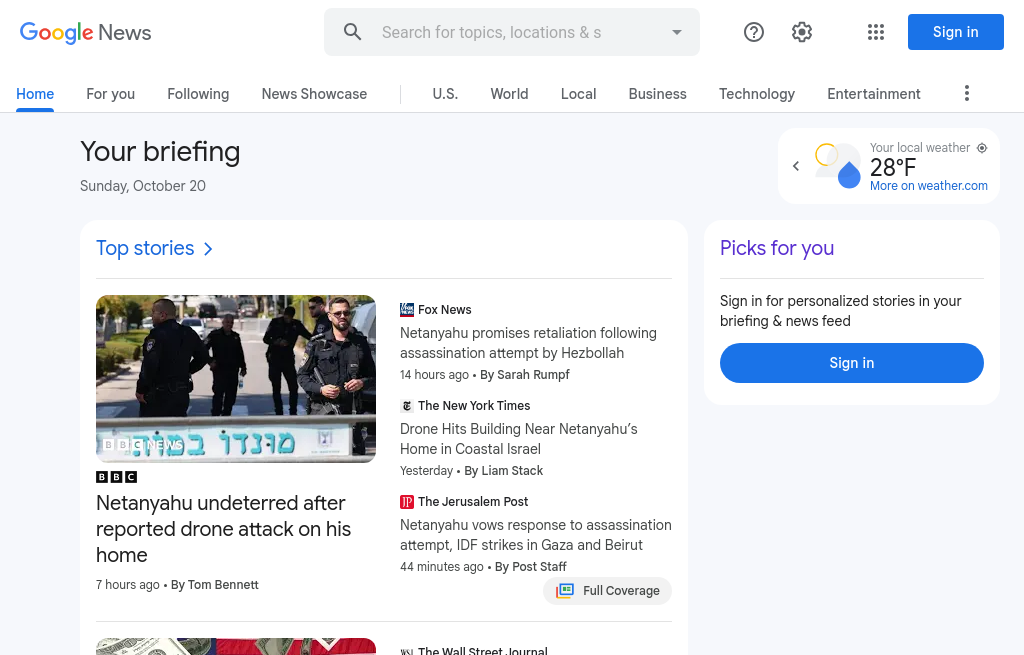 Google News
Search for topics, locations & s
Sign in
Home
For you
Following
News Showcase
U.S.
World
Local
Business
Technology
Entertainment
Your briefing
Sunday, October 20
Your local weather
28°F
More on weather.com
Top stories
BBC NEWS
מונדו במות
BBC
Netanyahu undeterred after
reported drone attack on his
home
7 hours ago • By Tom Bennett
Fox News
Netanyahu promises retaliation following
assassination attempt by Hezbollah
14 hours ago • By Sarah Rumpf
The New York Times
Drone Hits Building Near Netanyahu’s
Home in Coastal Israel
Yesterday • By Liam Stack
JP The Jerusalem Post
Netanyahu vows response to assassination
attempt, IDF strikes in Gaza and Beirut
44 minutes ago • By Post Staff
Full Coverage
WSJ The Wall Street Journal
Picks for you
Sign in for personalized stories in your
briefing & news feed
Sign in